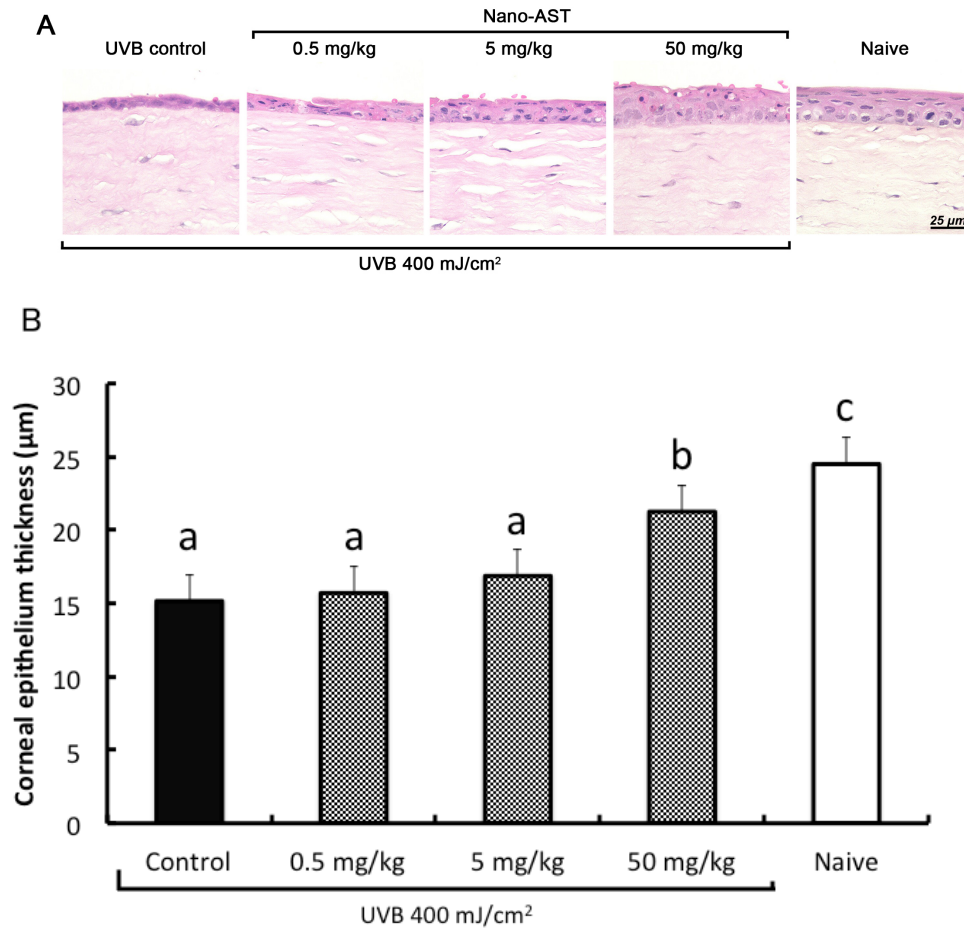 A
Nano-AST
UVB control 0.5 mg/kg 5 mg/kg 50 mg/kg Naive
25 µm
UVB 400 mJ/cm²
B
Corneal epithelium thickness (µm)
30
25
20
15
10
5
0
a a a b c
Control 0.5 mg/kg 5 mg/kg 50 mg/kg Naive
UVB 400 mJ/cm²